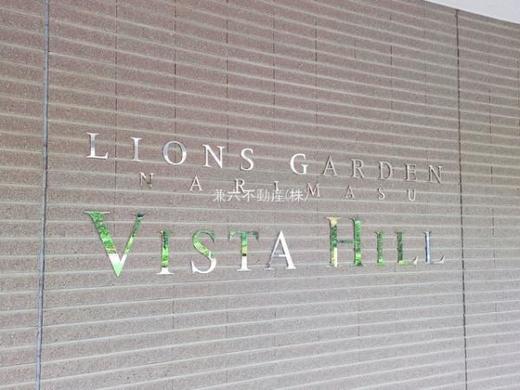 LIONS GARDEN
NARIMASU
兼六不動産(株)
VISTA HILL